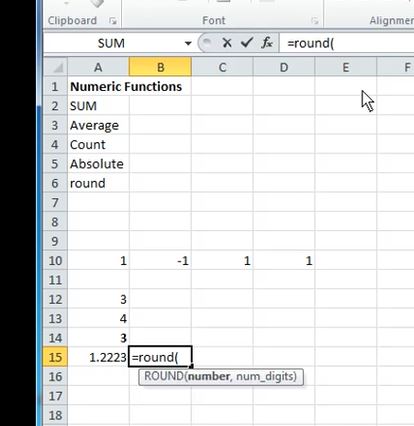 Clipboard Font Alignmen
SUM fx =round(
A B C D E F
1 Numeric Functions
2 SUM
3 Average
4 Count
5 Absolute
6 round
7
8
9
10 1 -1 1 1
11
12 3
13 4
14 3
15 1.2223 =round(
16 ROUND(number, num_digits)
17
18